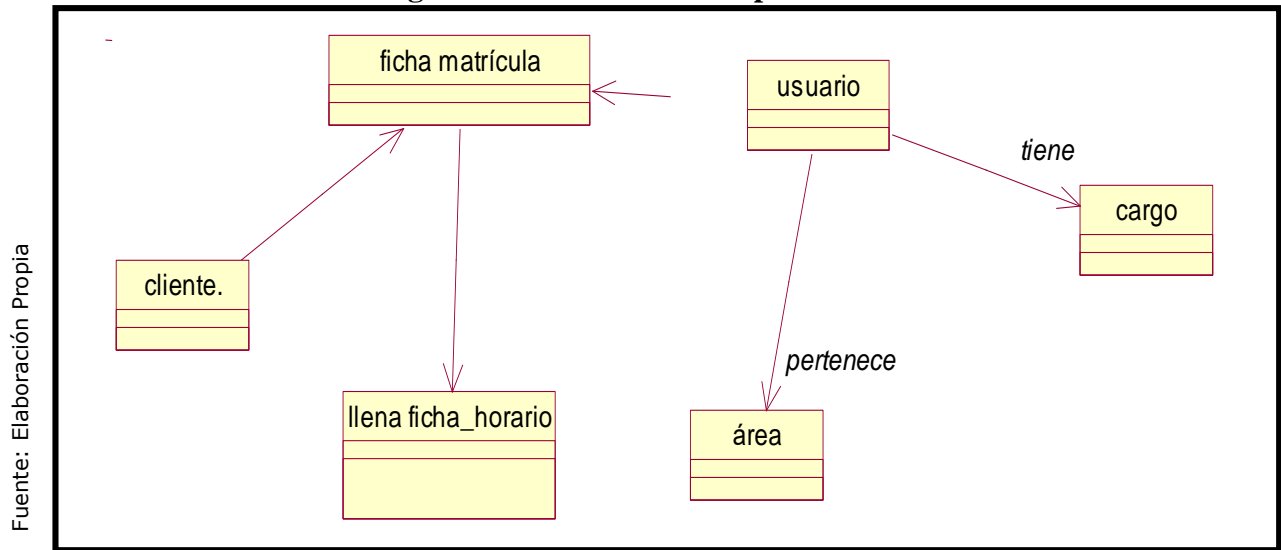 ficha matrícula
usuario
tiene
cargo
cliente.
pertenece
llena ficha_horario
área
Fuente: Elaboración Propia